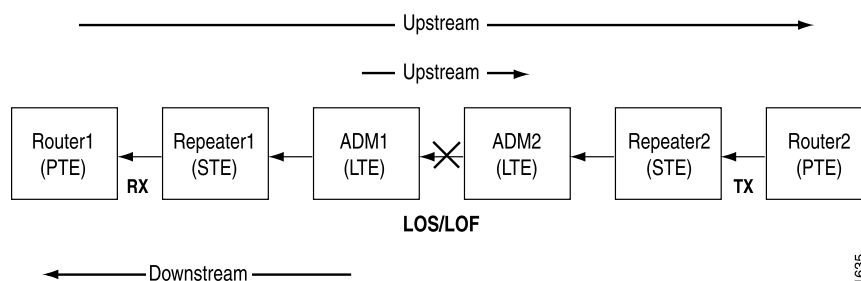 Upstream
Upstream
Router1
(PTE)
Repeater1
(STE)
ADM1
(LTE)
ADM2
(LTE)
Repeater2
(STE)
Router2
(PTE)
RX
TX
LOS/LOF
Downstream